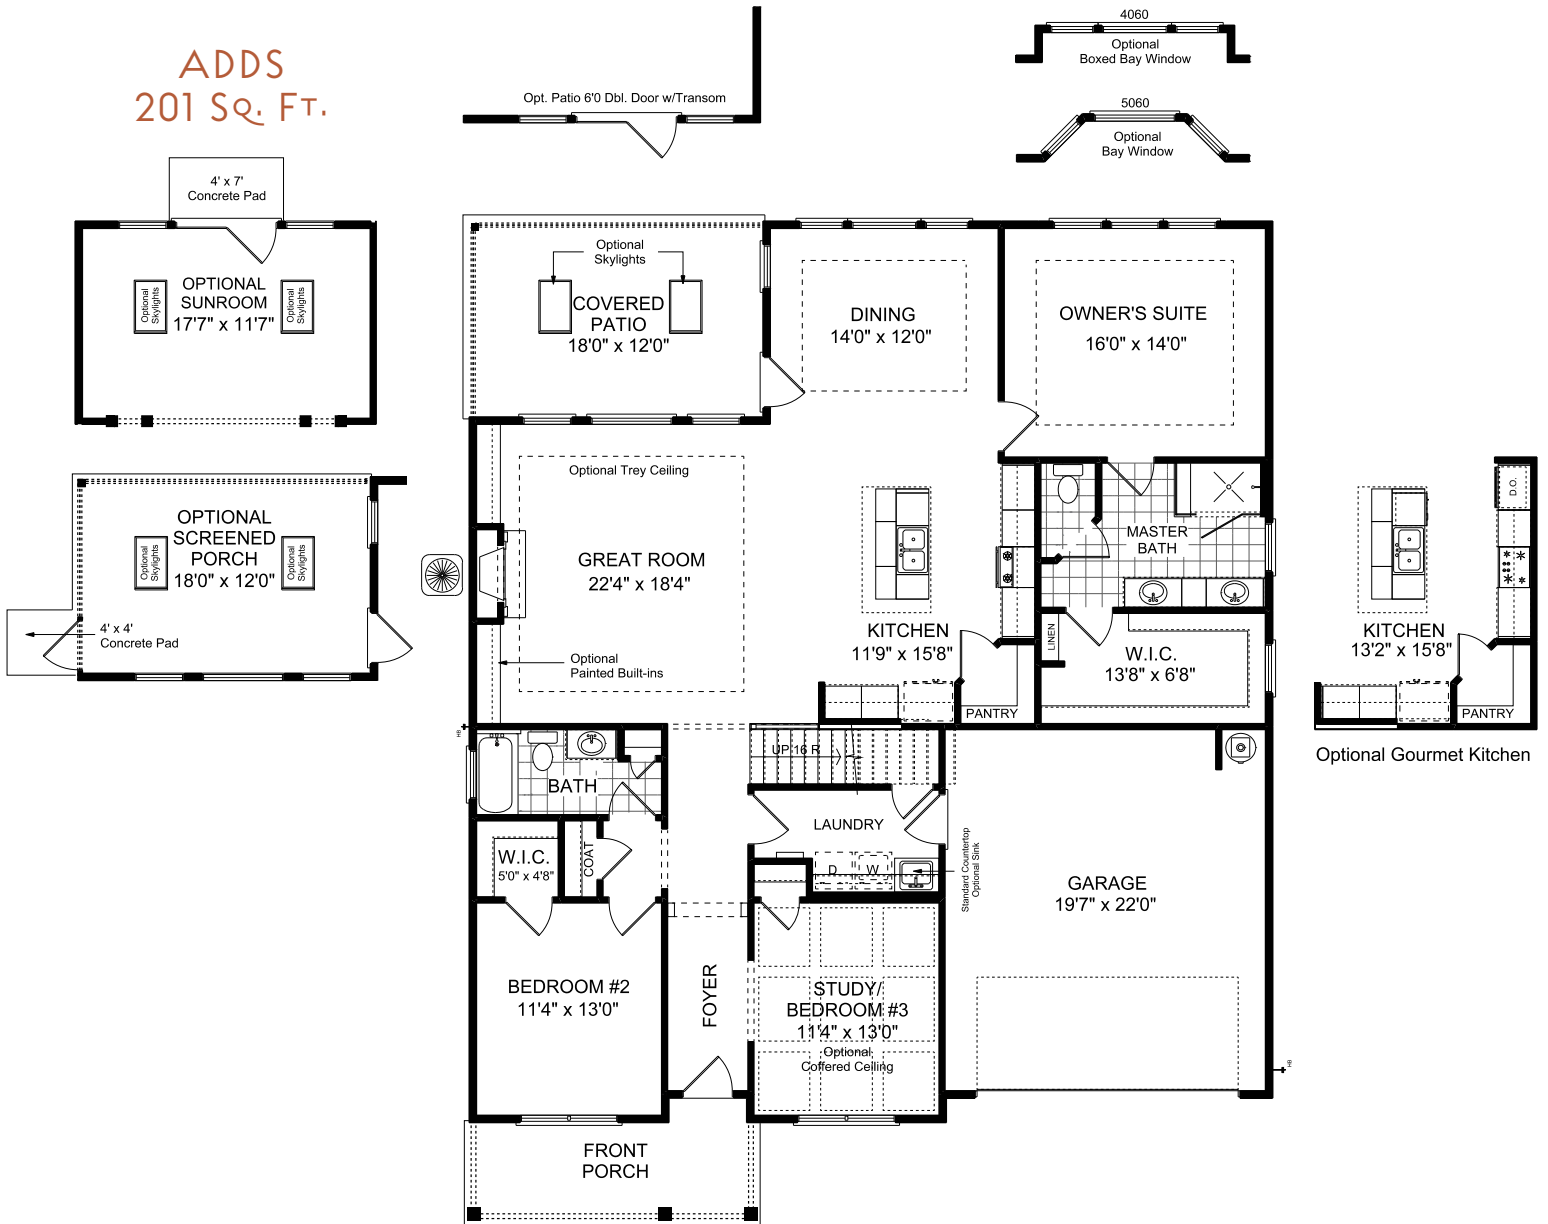 ADDS
201 SQ. FT.
Opt. Patio 6'0 Dbl. Door w/Transom
4060
Optional
Boxed Bay Window
5060
Optional
Bay Window
4' x 7'
Concrete Pad
OPTIONAL
SUNROOM
17'7" x 11'7"
Optional
Skylights
Optional
Skylights
Optional
Skylights
COVERED
PATIO
18'0" x 12'0"
DINING
14'0" x 12'0"
OWNER'S SUITE
16'0" x 14'0"
OPTIONAL
SCREENED
PORCH
18'0" x 12'0"
Optional
Skylights
Optional
Skylights
4' x 4'
Concrete Pad
Optional Trey Ceiling
GREAT ROOM
22'4" x 18'4"
Optional
Painted Built-ins
KITCHEN
11'9" x 15'8"
PANTRY
MASTER
BATH
LINEN
W.I.C.
13'8" x 6'8"
D.O.
KITCHEN
13'2" x 15'8"
PANTRY
Optional Gourmet Kitchen
HB
BATH
UP 16 R
LAUNDRY
D
W
Standard Countertop
Optional Sink
W.I.C.
5'0" x 4'8"
COAT
GARAGE
19'7" x 22'0"
BEDROOM #2
11'4" x 13'0"
FOYER
STUDY/
BEDROOM #3
11'4" x 13'0"
Optional
Coffered Ceiling
HB
FRONT
PORCH